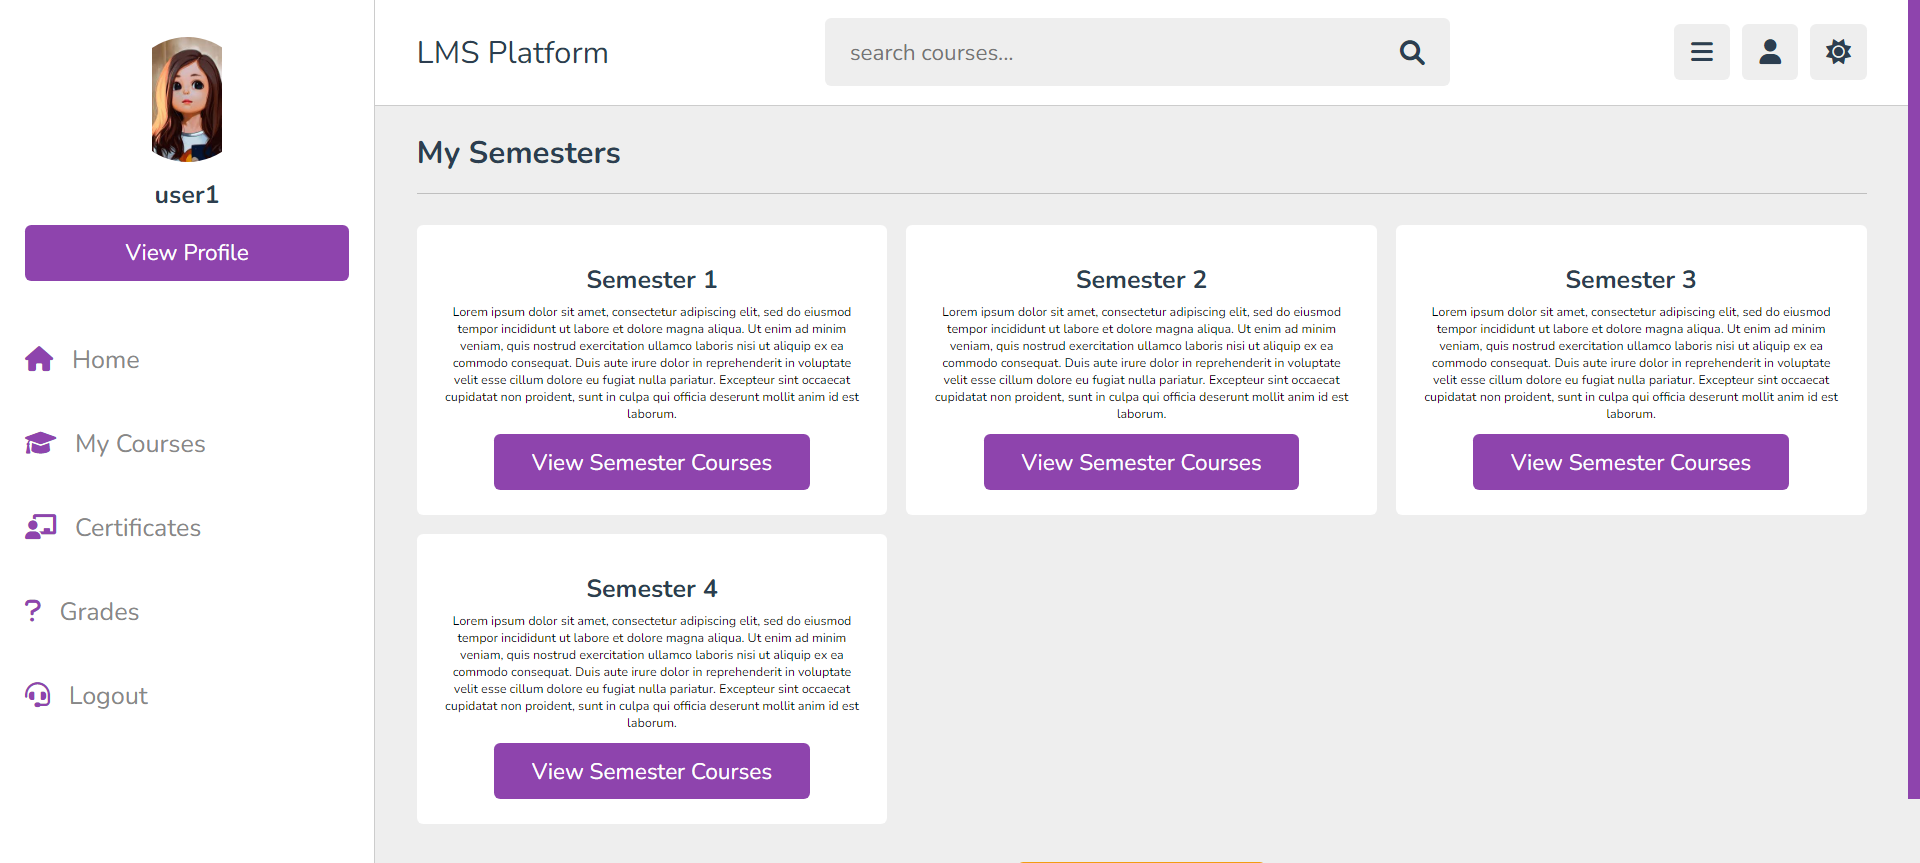 user1
View Profile
Home
My Courses
Certificates
? Grades
Logout
LMS Platform
search courses...
My Semesters
Semester 1
Lorem ipsum dolor sit amet, consectetur adipiscing elit, sed do eiusmod
tempor incididunt ut labore et dolore magna aliqua. Ut enim ad minim
veniam, quis nostrud exercitation ullamco laboris nisi ut aliquip ex ea
commodo consequat. Duis aute irure dolor in reprehenderit in voluptate
velit esse cillum dolore eu fugiat nulla pariatur. Excepteur sint occaecat
cupidatat non proident, sunt in culpa qui officia deserunt mollit anim id est
laborum.
View Semester Courses
Semester 2
Lorem ipsum dolor sit amet, consectetur adipiscing elit, sed do eiusmod
tempor incididunt ut labore et dolore magna aliqua. Ut enim ad minim
veniam, quis nostrud exercitation ullamco laboris nisi ut aliquip ex ea
commodo consequat. Duis aute irure dolor in reprehenderit in voluptate
velit esse cillum dolore eu fugiat nulla pariatur. Excepteur sint occaecat
cupidatat non proident, sunt in culpa qui officia deserunt mollit anim id est
laborum.
View Semester Courses
Semester 3
Lorem ipsum dolor sit amet, consectetur adipiscing elit, sed do eiusmod
tempor incididunt ut labore et dolore magna aliqua. Ut enim ad minim
veniam, quis nostrud exercitation ullamco laboris nisi ut aliquip ex ea
commodo consequat. Duis aute irure dolor in reprehenderit in voluptate
velit esse cillum dolore eu fugiat nulla pariatur. Excepteur sint occaecat
cupidatat non proident, sunt in culpa qui officia deserunt mollit anim id est
laborum.
View Semester Courses
Semester 4
Lorem ipsum dolor sit amet, consectetur adipiscing elit, sed do eiusmod
tempor incididunt ut labore et dolore magna aliqua. Ut enim ad minim
veniam, quis nostrud exercitation ullamco laboris nisi ut aliquip ex ea
commodo consequat. Duis aute irure dolor in reprehenderit in voluptate
velit esse cillum dolore eu fugiat nulla pariatur. Excepteur sint occaecat
cupidatat non proident, sunt in culpa qui officia deserunt mollit anim id est
laborum.
View Semester Courses